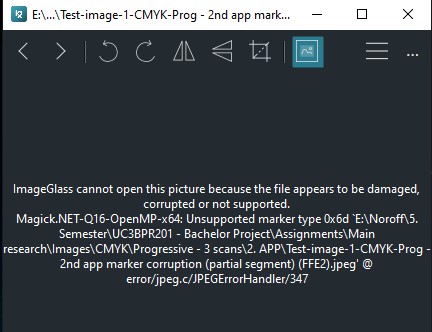 E:\...\Test-image-1-CMYK-Prog - 2nd app mark...
ImageGlass cannot open this picture because the file appears to be damaged,
corrupted or not supported.
Magick.NET-Q16-OpenMP-x64: Unsupported marker type 0x6d `E:\Noroff\5.
Semester\UC3BPR201 - Bachelor Project\Assignments\Main
research\Images\CMYK\Progressive - 3 scans\2. APP\Test-image-1-CMYK-Prog -
2nd app marker corruption (partial segment) (FFE2).jpeg' @
error/jpeg.c/JPEGErrorHandler/347